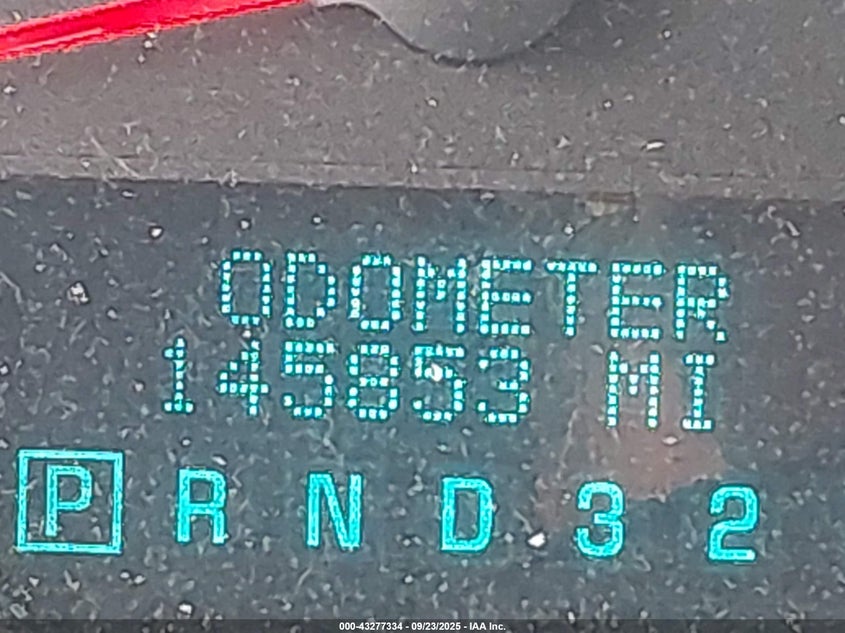 ODOMETER
145853 MI
P R N D 3 2
000-43277334 - 09/23/2025 - IAA Inc.